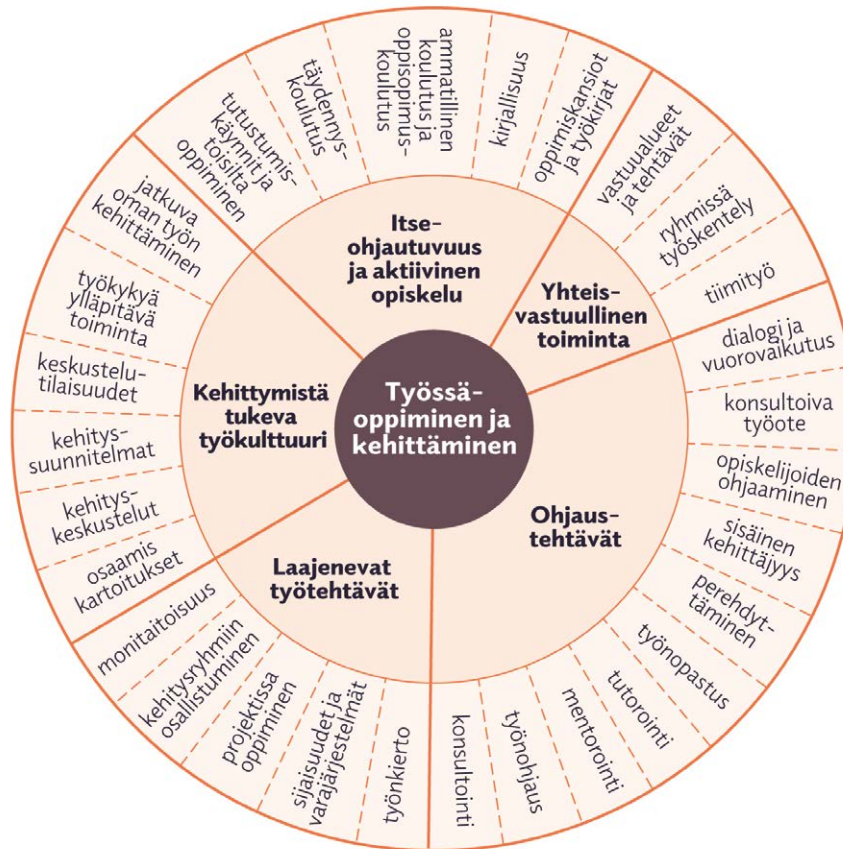 Työssä-
oppiminen ja
kehittäminen
Itse-
ohjautuvuus
ja aktiivinen
opiskelu
tutustumis-
käynnit ja
toisilta
oppiminen
täydennys-
koulutus
ammatillinen
koulutus ja
oppisopimus-
koulutus
kirjallisuus
oppimiskansiot
ja työkirjat
Yhteis-
vastuullinen
toiminta
vastuualueet
ja tehtävät
ryhmissä
työskentely
tiimityö
Ohjaus-
tehtävät
dialogi ja
vuorovaikutus
konsultoiva
työote
opiskelijoiden
ohjaaminen
sisäinen
kehittäjyys
perehdyt-
täminen
työnopastus
tutorointi
mentorointi
työnohjaus
konsultointi
Laajenevat
työtehtävät
työnkierto
sijaisuudet ja
varajärjestelmät
projektissa
oppiminen
kehitysryhmiin
osallistuminen
monitaitoisuus
Kehittymistä
tukeva
työkulttuuri
osaamis
kartoitukset
kehitys-
keskustelut
kehitys-
suunnitelmat
keskustelu-
tilaisuudet
työkykyä
ylläpitävä
toiminta
jatkuva
oman työn
kehittäminen